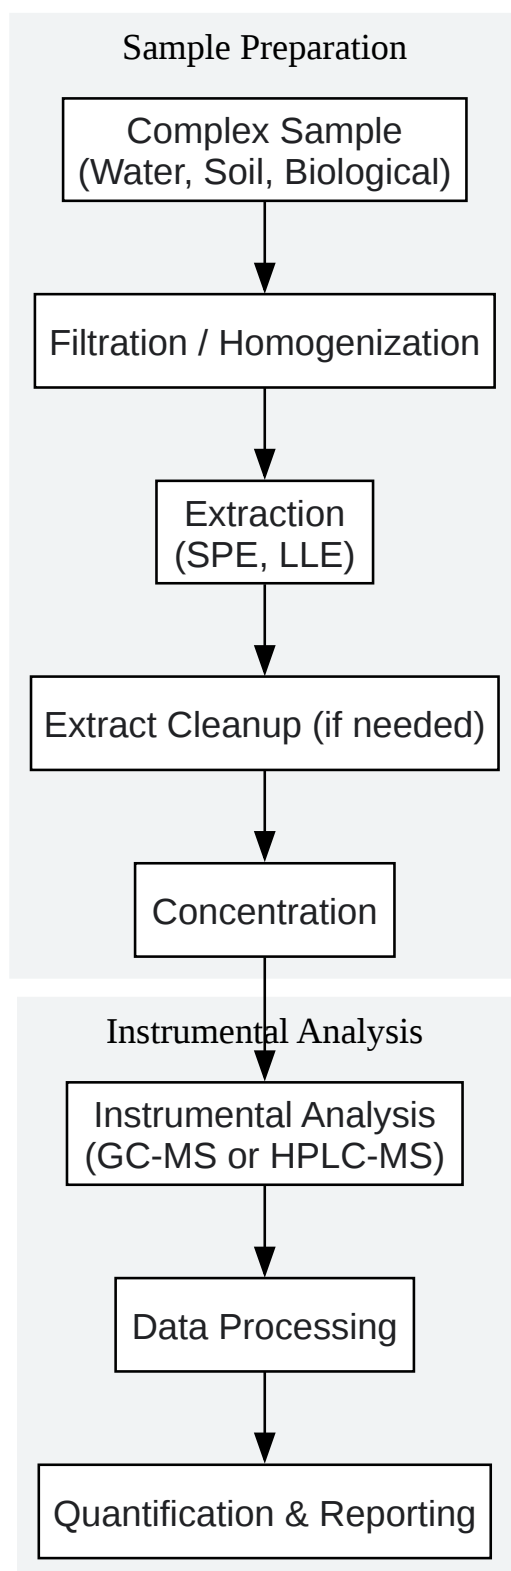 Sample Preparation
Complex Sample
(Water, Soil, Biological)
Filtration / Homogenization
Extraction
(SPE, LLE)
Extract Cleanup (if needed)
Concentration
Instrumental Analysis
Instrumental Analysis
(GC-MS or HPLC-MS)
Data Processing
Quantification & Reporting